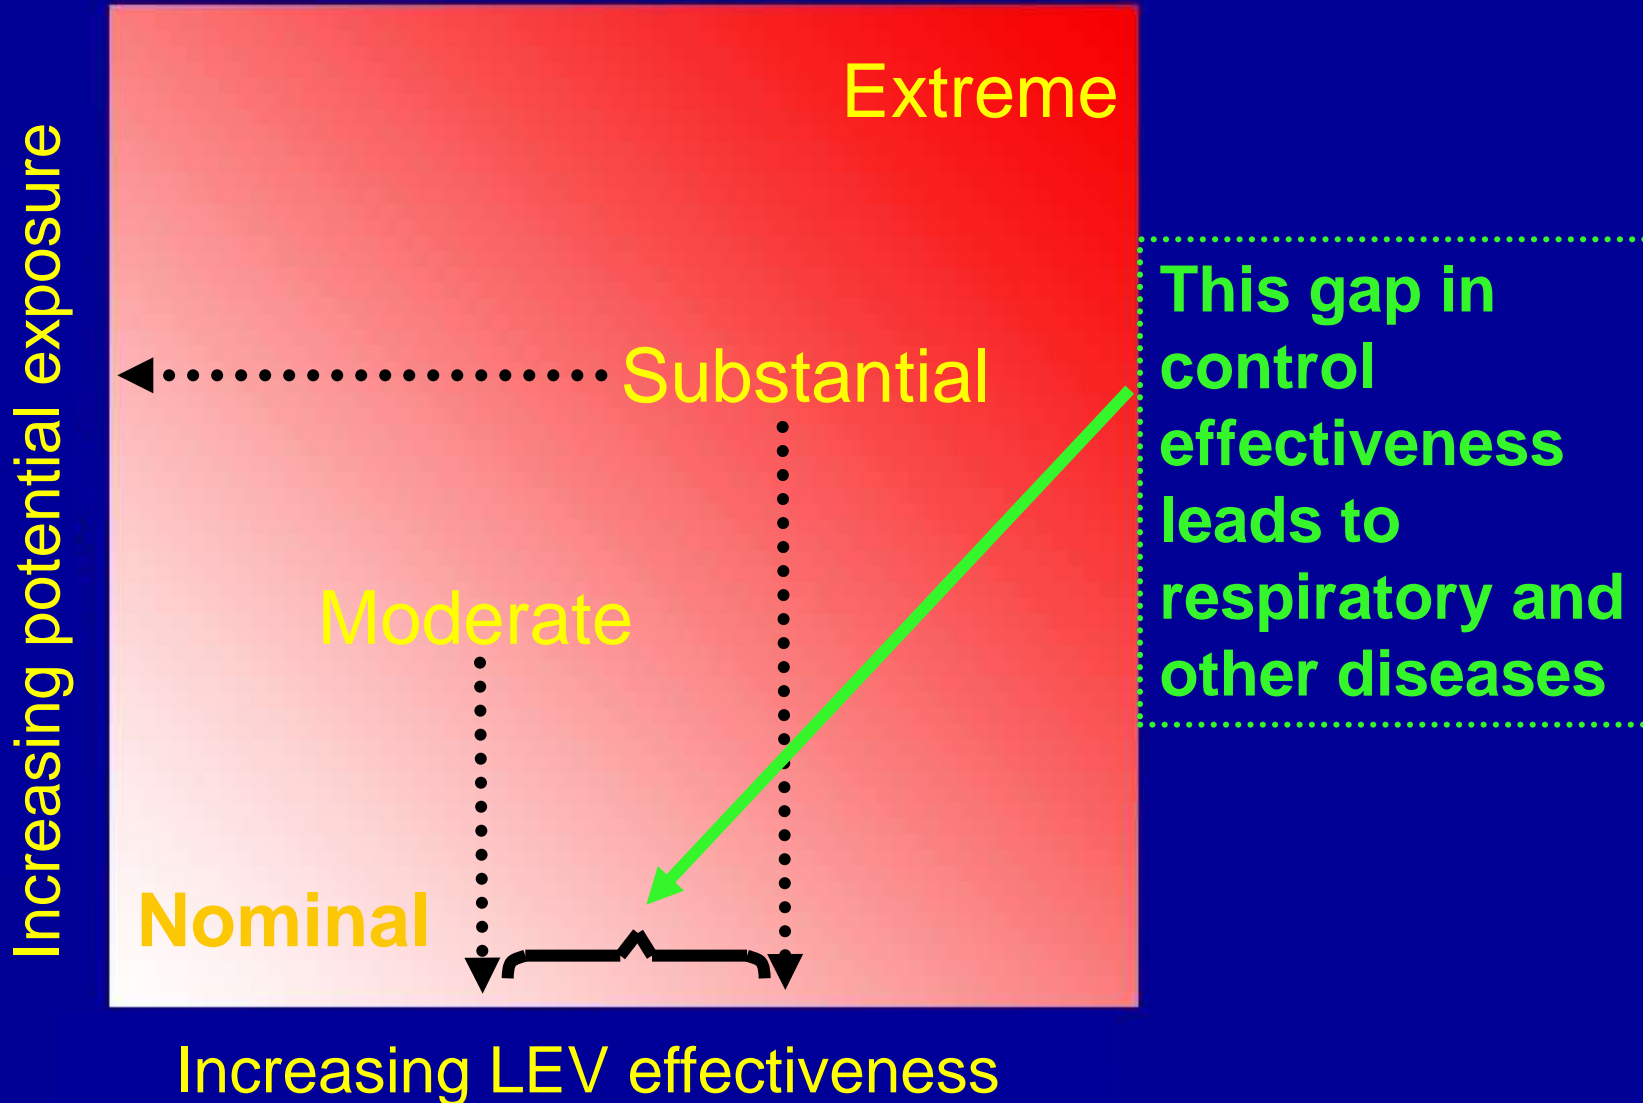 Increasing potential exposure
Extreme
Substantial
Moderate
Nominal
This gap in
control
effectiveness
leads to
respiratory and
other diseases
Increasing LEV effectiveness